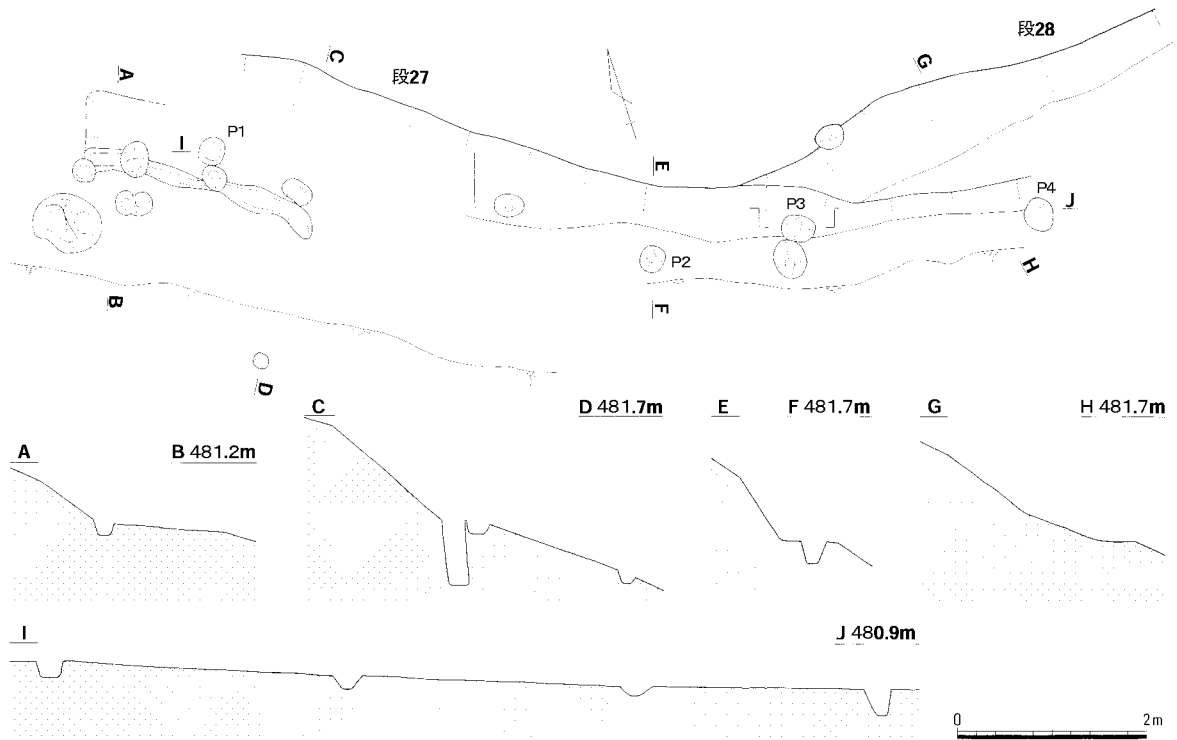 段28
C
G
段27
A
I
P1
E
P4
P3
J
P2
H
B
F
D
C
D 481.7m
E
F 481.7m
G
H 481.7m
A
B 481.2m
I
J 480.9m
0
2m